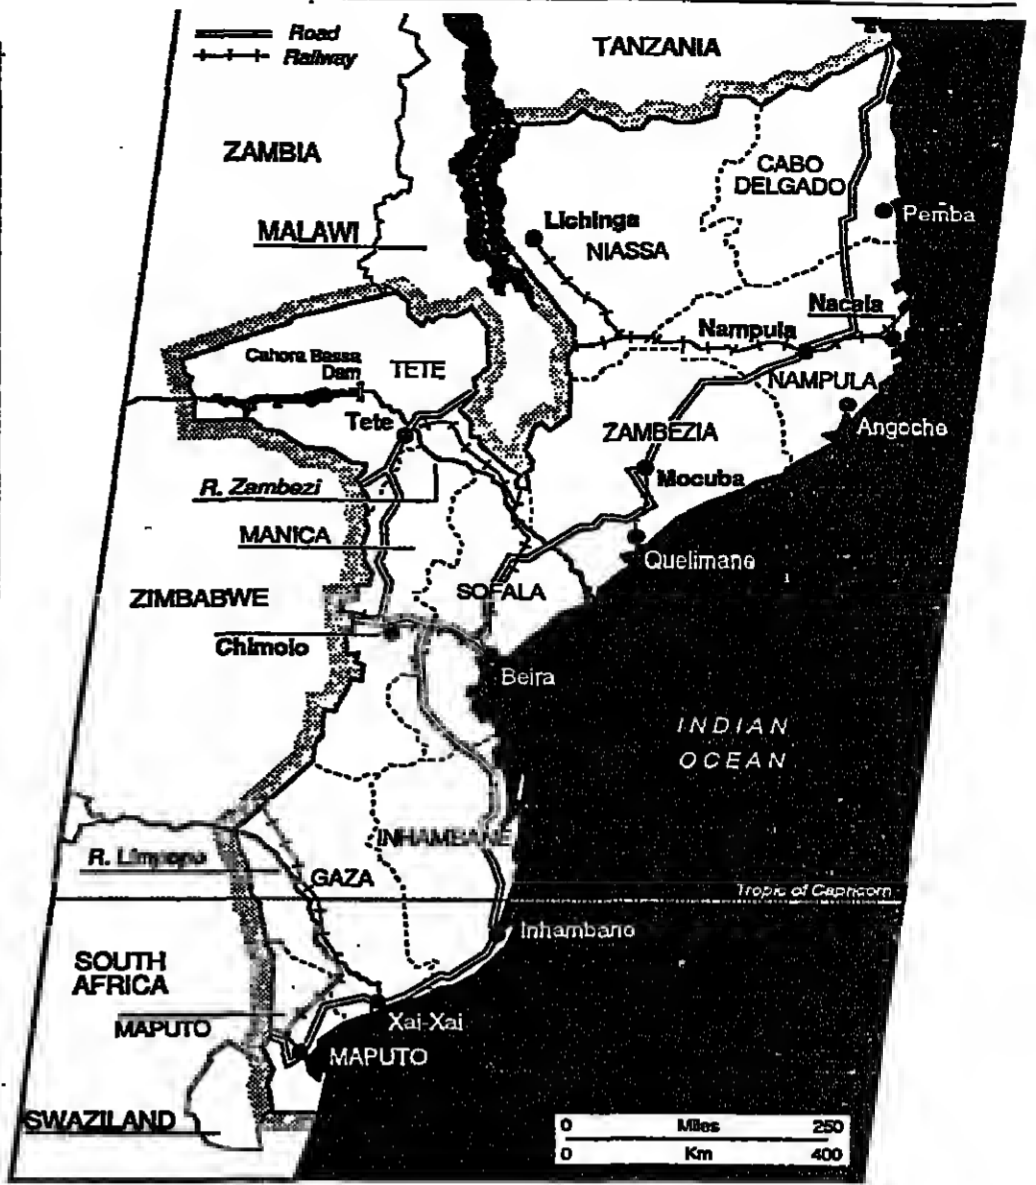 Road
Railway
TANZANIA
ZAMBIA
CABO
DELGADO
MALAWI
Lichinga
Pemba
NIASSA
Nacala
Nampula
Cahora Bassa
Dam
TETE
NAMPULA
Tete
ZAMBEZIA
Angoche
R. Zambezi
Mocuba
MANICA
Quelimane
ZIMBABWE
SOFALA
Chimoio
Beira
INDIAN
OCEAN
INHAMBANE
R. Limpopo
GAZA
Tropic of Capricorn
Inhambane
SOUTH
AFRICA
MAPUTO
Xai-Xai
MAPUTO
SWAZILAND
0 Miles 250
0 Km 400